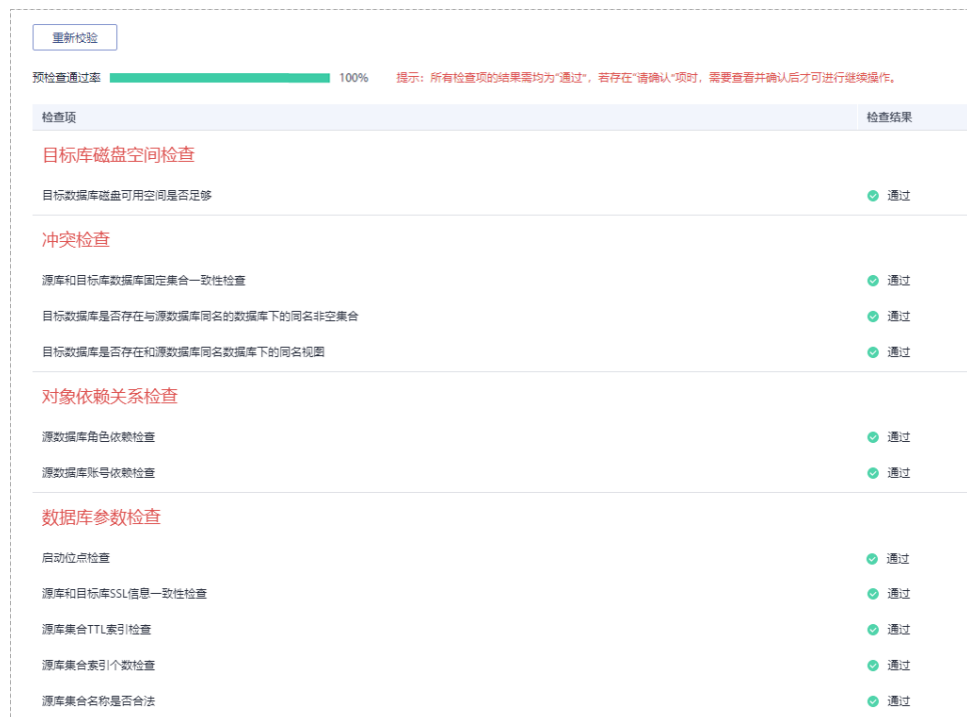 重新校验
预检查通过率 100% 提示：所有检查项的结果需均为“通过”，若存在“请确认”项时，需要查看并确认后才可进行继续操作。
检查项 检查结果
目标库磁盘空间检查
目标数据库磁盘可用空间是否足够 通过
冲突检查
源库和目标库数据库固定集合一致性检查 通过
目标数据库是否存在与源数据库同名的数据库下的同名非空集合 通过
目标数据库是否存在和源数据库同名数据库下的同名视图 通过
对象依赖关系检查
源数据库角色依赖检查 通过
源数据库账号依赖检查 通过
数据库参数检查
启动位点检查 通过
源库和目标库SSL信息一致性检查 通过
源库集合TTL索引检查 通过
源库集合索引个数检查 通过
源库集合名称是否合法 通过